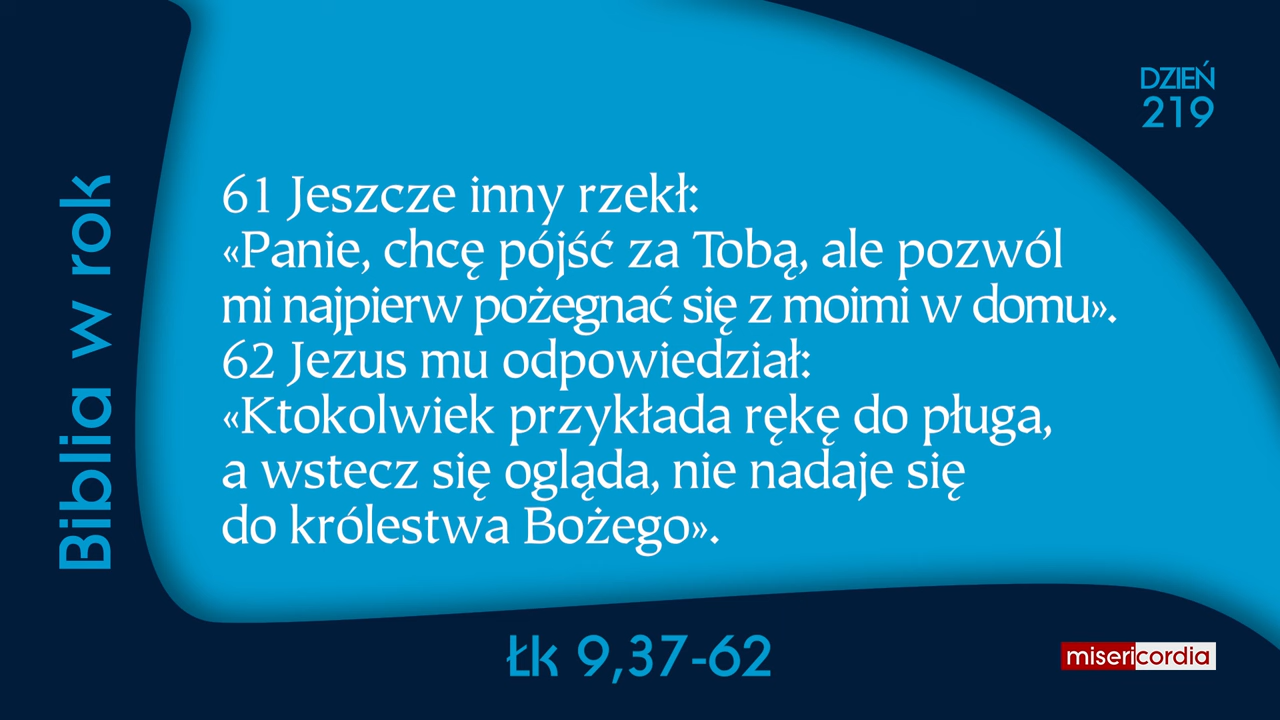 DZIEŃ
219
Biblia w rok
61 Jeszcze inny rzekł:
«Panie, chcę pójść za Tobą, ale pozwól
mi najpierw pożegnać się z moimi w domu».
62 Jezus mu odpowiedział:
«Ktokolwiek przykłada rękę do pługa,
a wstecz się ogląda, nie nadaje się
do królestwa Bożego».
Łk 9,37-62
misericordia